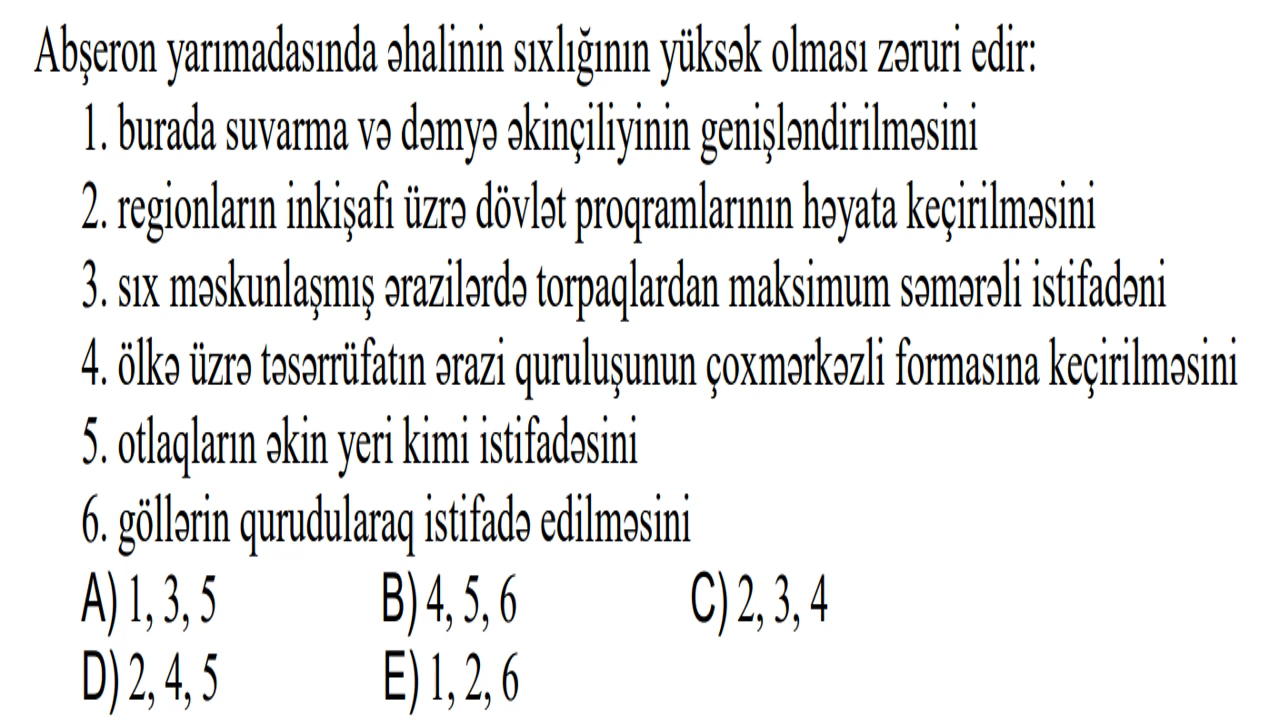 Abşeron yarımadasında əhalinin sıxlığının yüksək olması zəruri edir:
1. burada suvarma və dəmyə əkinçiliyinin genişləndirilməsini
2. regionların inkişafı üzrə dövlət proqramlarının həyata keçirilməsini
3. sıx məskunlaşmış ərazilərdə torpaqlardan maksimum səmərəli istifadəni
4. ölkə üzrə təsərrüfatın ərazi quruluşunun çoxmərkəzli formasına keçirilməsini
5. otlaqların əkin yeri kimi istifadəsini
6. göllərin qurudularaq istifadə edilməsini
A) 1, 3, 5 B) 4, 5, 6 C) 2, 3, 4
D) 2, 4, 5 E) 1, 2, 6